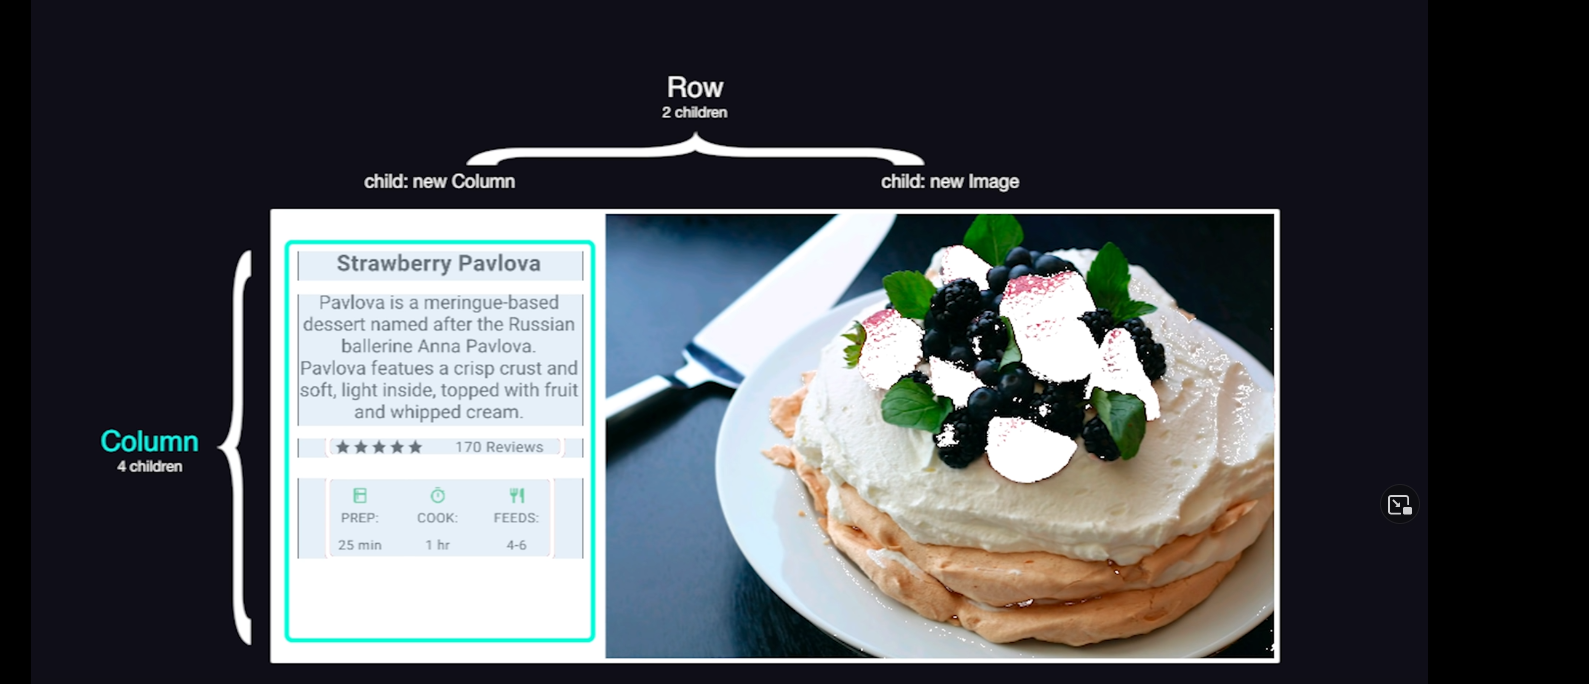 Row
2 children
child: new Column
child: new Image
Column
4 children
Strawberry Pavlova
Pavlova is a meringue-based
dessert named after the Russian
ballerine Anna Pavlova.
Pavlova featues a crisp crust and
soft, light inside, topped with fruit
and whipped cream.
170 Reviews
PREP: COOK: FEEDS:
25 min 1 hr 4-6